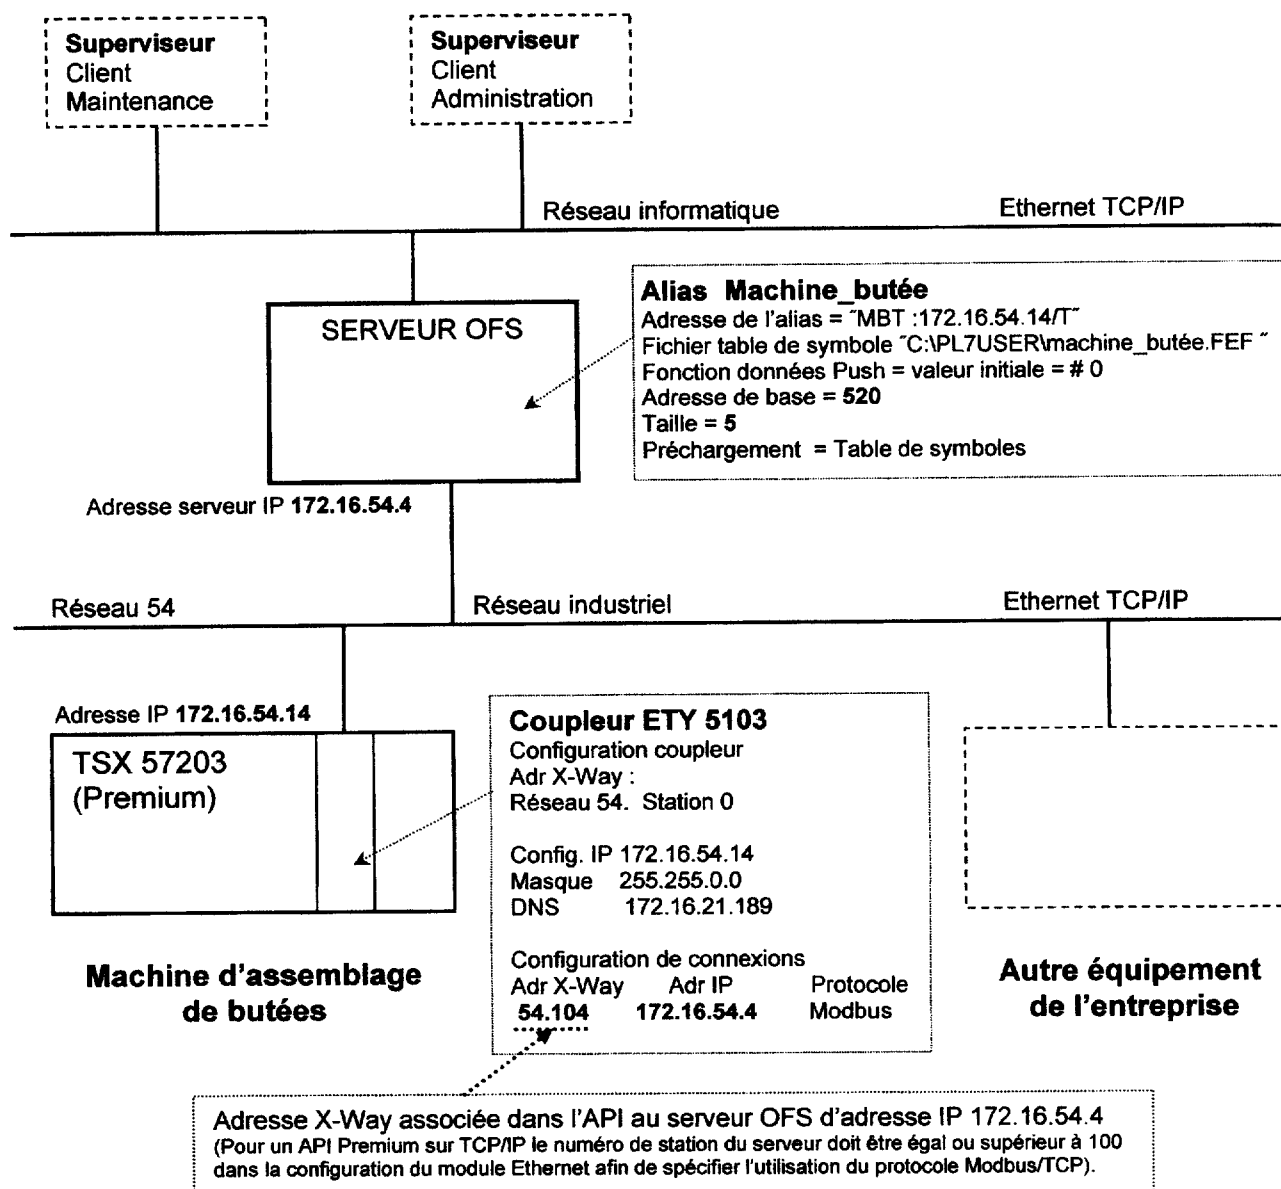 Superviseur
Client
Maintenance
Superviseur
Client
Administration
Réseau informatique
Ethernet TCP/IP
SERVEUR OFS
Alias Machine_butée
Adresse de l'alias = ˝MBT :172.16.54.14/T˝
Fichier table de symbole ˝C:\PL7USER\machine_butée.FEF ˝
Fonction données Push = valeur initiale = # 0
Adresse de base = 520
Taille = 5
Préchargement = Table de symboles
Adresse serveur IP 172.16.54.4
Réseau 54
Réseau industriel
Ethernet TCP/IP
Adresse IP 172.16.54.14
TSX 57203
(Premium)
Coupleur ETY 5103
Configuration coupleur
Adr X-Way :
Réseau 54. Station 0
Config. IP 172.16.54.14
Masque 255.255.0.0
DNS 172.16.21.189
Configuration de connexions
Adr X-Way Adr IP Protocole
54.104 172.16.54.4 Modbus
Machine d'assemblage
de butées
Autre équipement
de l'entreprise
Adresse X-Way associée dans l'API au serveur OFS d'adresse IP 172.16.54.4
(Pour un API Premium sur TCP/IP le numéro de station du serveur doit être égal ou supérieur à 100
dans la configuration du module Ethernet afin de spécifier l'utilisation du protocole Modbus/TCP).